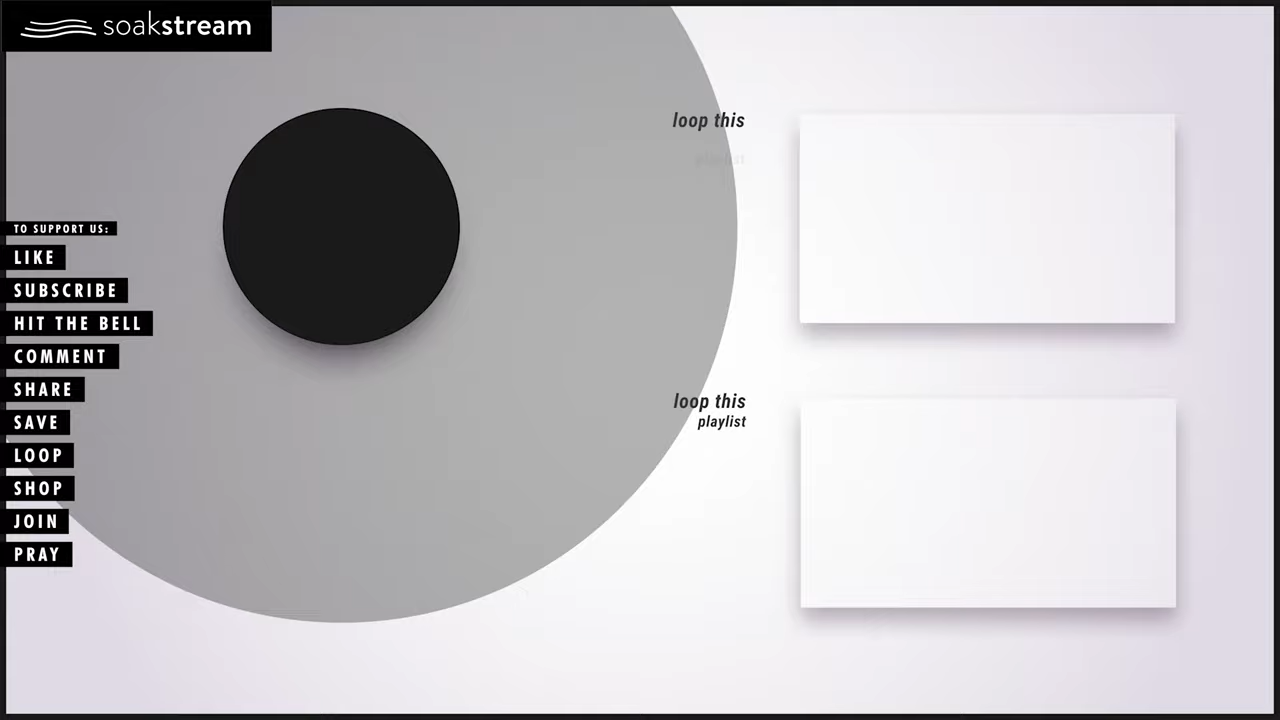 soakstream
loop this
playlist
TO SUPPORT US:
LIKE
SUBSCRIBE
HIT THE BELL
COMMENT
SHARE
SAVE
LOOP
SHOP
JOIN
PRAY
loop this
playlist